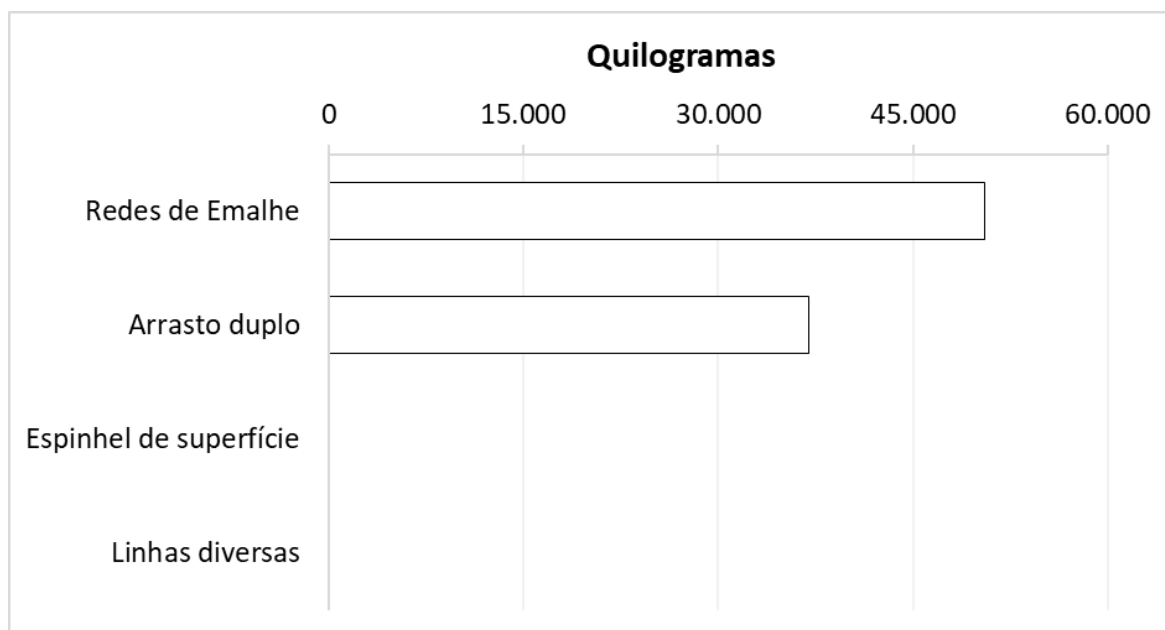 Quilogramas
0 15.000 30.000 45.000 60.000
Redes de Emalhe
Arrasto duplo
Espinhel de superfície
Linhas diversas